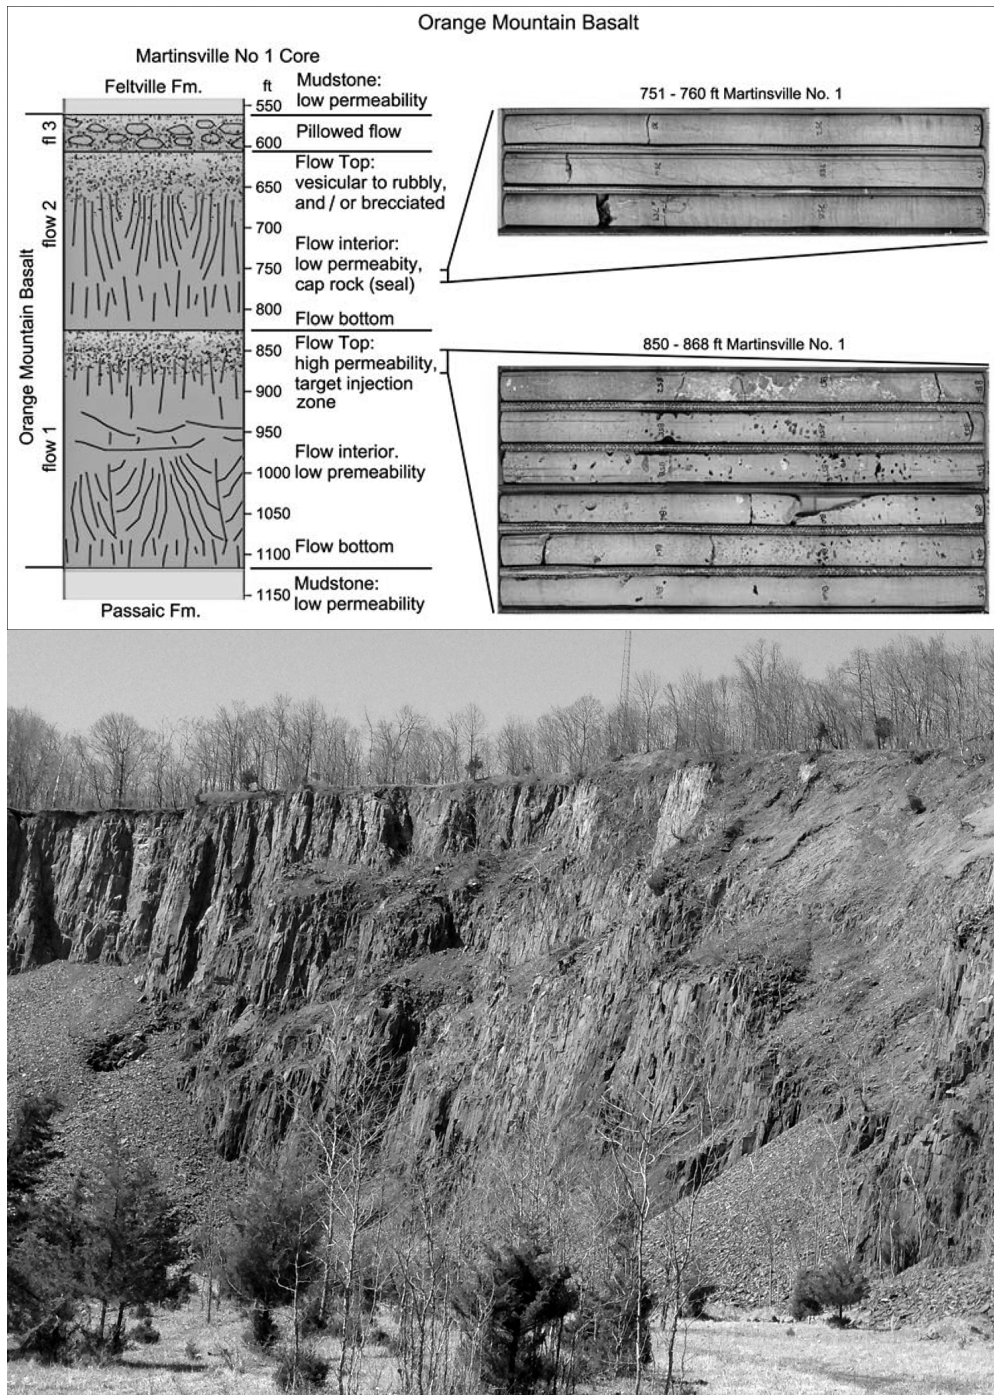 Orange Mountain Basalt
Martinsville No 1 Core
Feltville Fm.
ft
Mudstone:
low permeability
550
fl 3
Pillowed flow
600
Flow Top:
vesicular to rubbly,
and / or brecciated
650
flow 2
700
Flow interior:
low permeabity,
cap rock (seal)
750
800
Flow bottom
Orange Mountain Basalt
Flow Top:
high permeability,
target injection
zone
850
900
flow 1
950
Flow interior.
low premeability
1000
1050
Flow bottom
1100
Mudstone:
low permeability
1150
Passaic Fm.
751 - 760 ft Martinsville No. 1
850 - 868 ft Martinsville No. 1